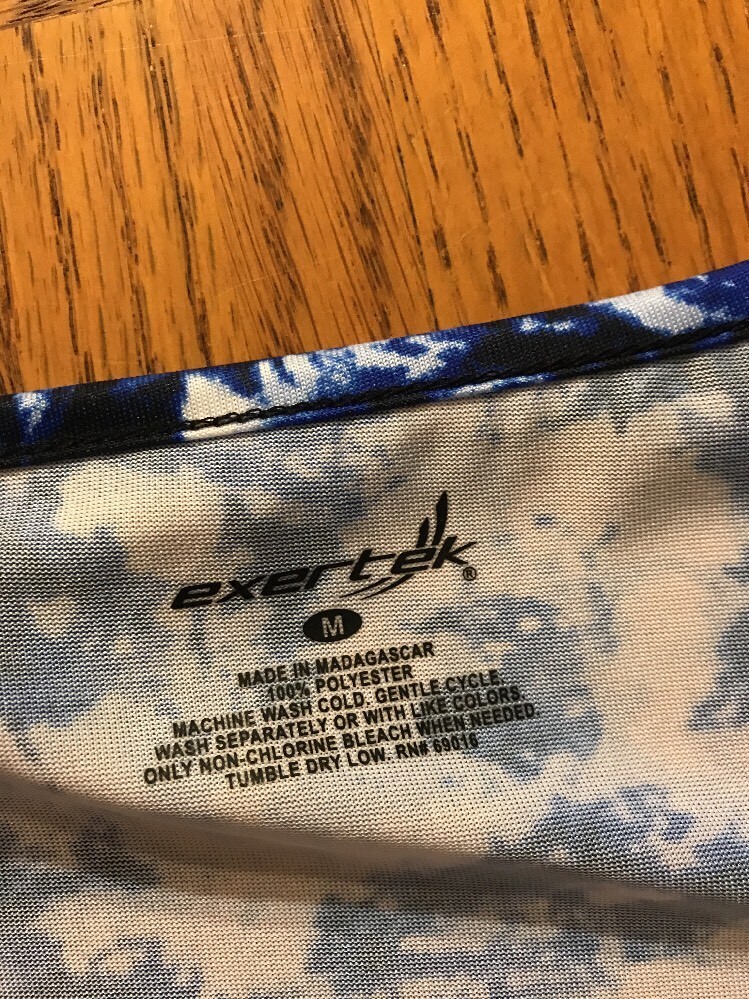 exertek®
M
MADE IN MADAGASCAR
100% POLYESTER
MACHINE WASH COLD. GENTLE CYCLE.
WASH SEPARATELY OR WITH LIKE COLORS.
ONLY NON-CHLORINE BLEACH WHEN NEEDED.
TUMBLE DRY LOW. RN# 69016